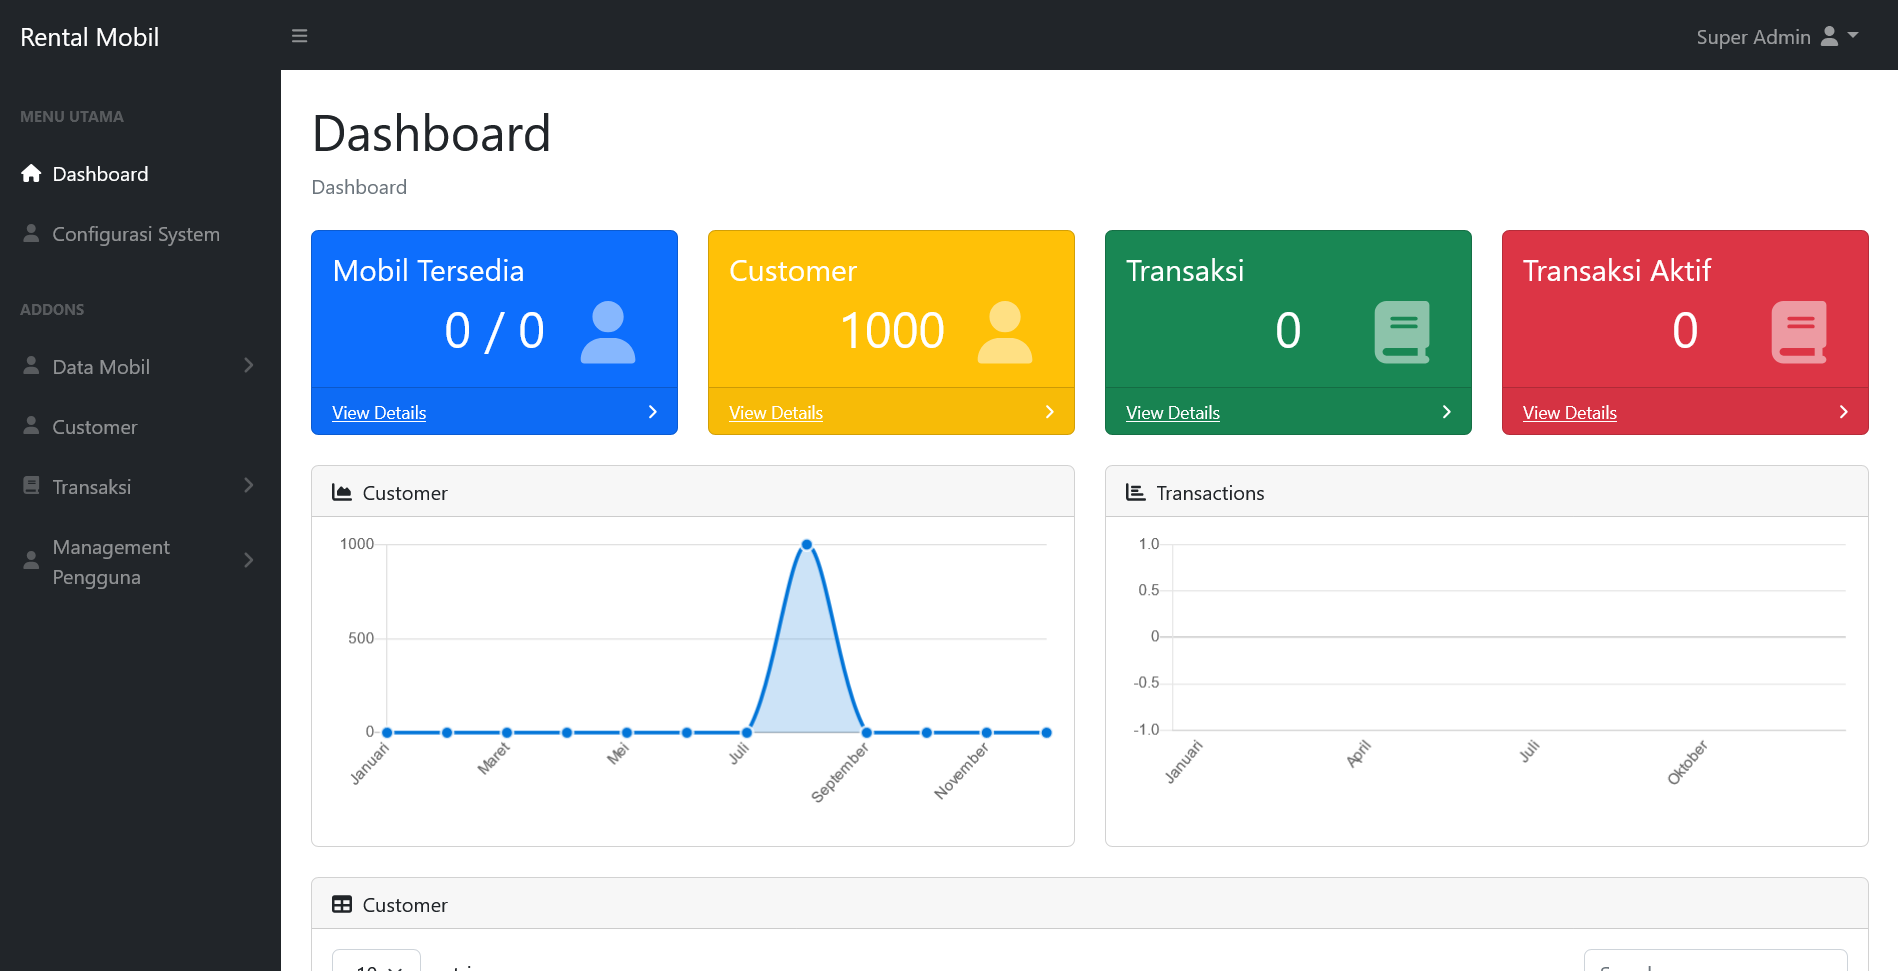 Rental Mobil
Super Admin
MENU UTAMA
Dashboard
Configurasi System
ADDONS
Data Mobil
Customer
Transaksi
Management
Pengguna
Dashboard
Dashboard
Mobil Tersedia
0 / 0
View Details
Customer
1000
View Details
Transaksi
0
View Details
Transaksi Aktif
0
View Details
Customer
1000
500
0
Januari
Maret
Mei
Juli
September
November
Transactions
1.0
0.5
0
-0.5
-1.0
Januari
April
Juli
Oktober
Customer